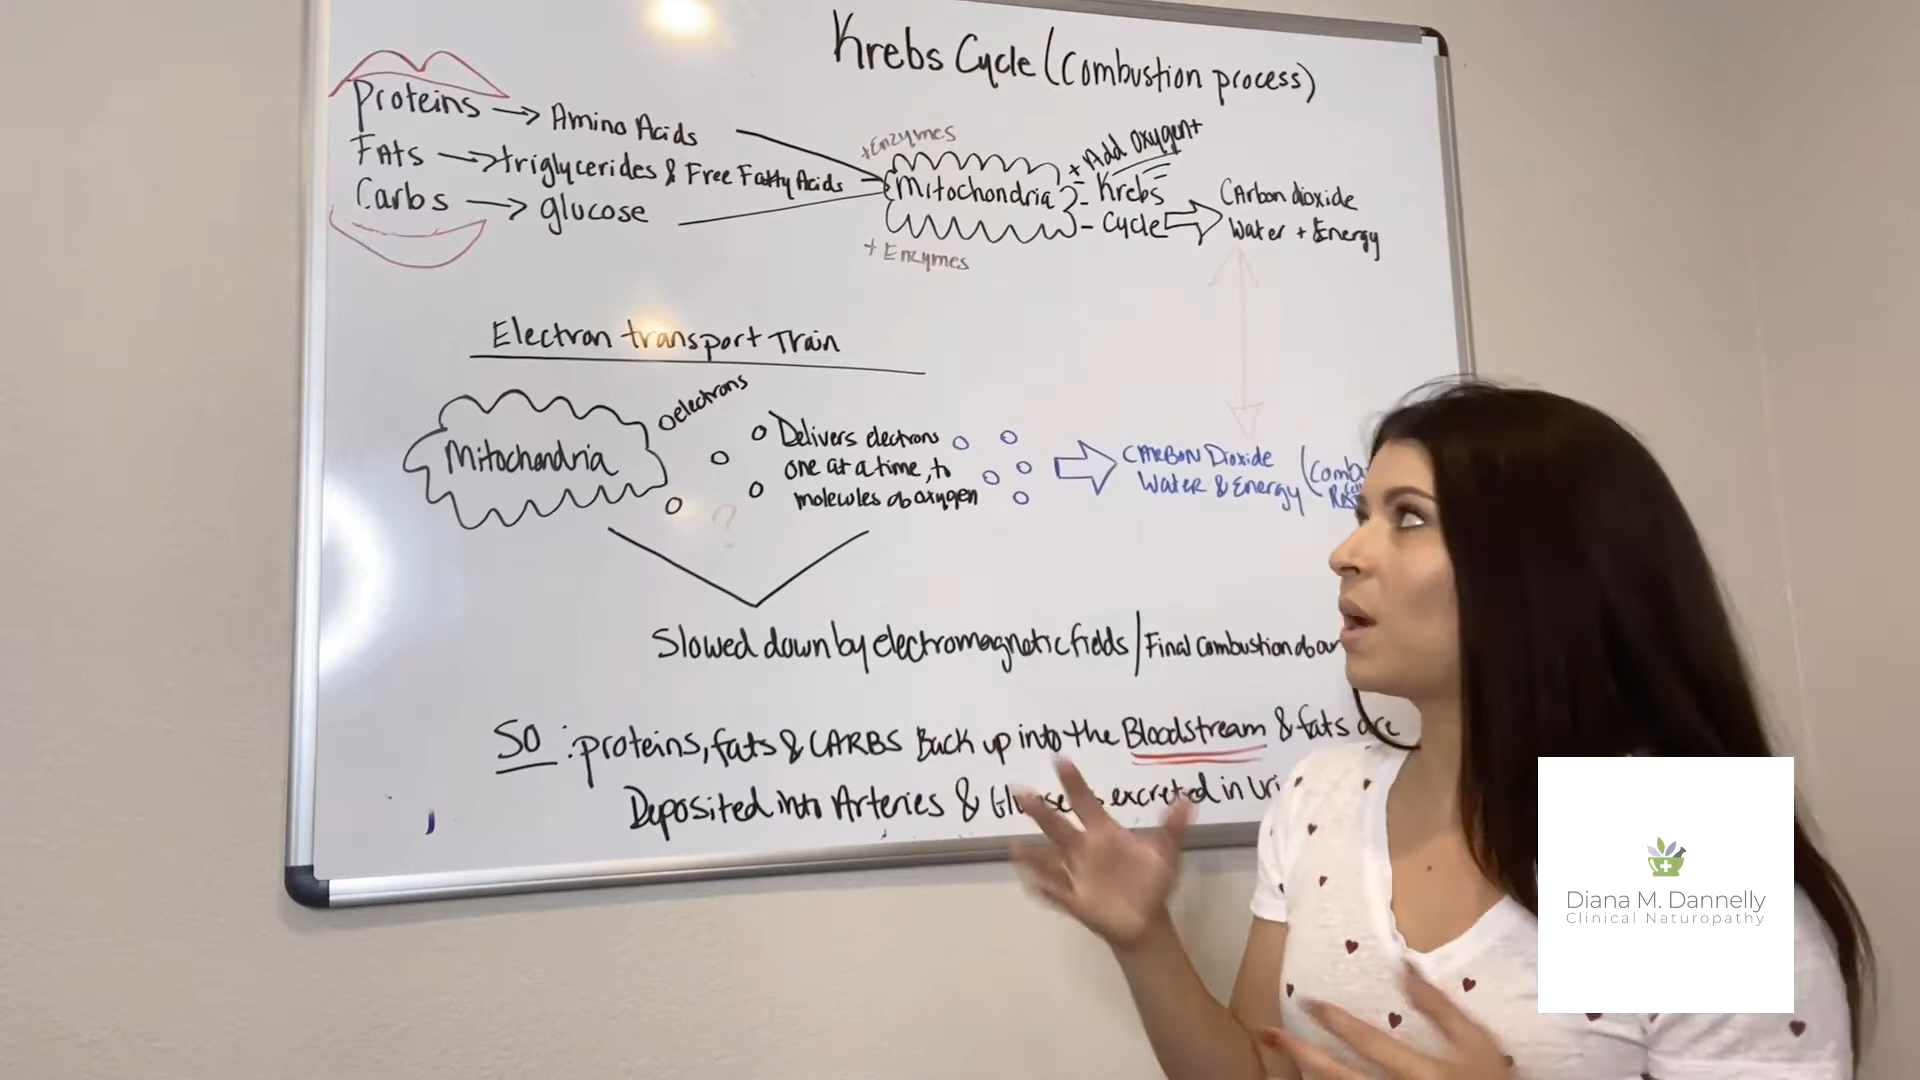 Krebs Cycle (Combustion process)
Proteins → Amino Acids
Fats → triglycerides & Free Fatty Acids
Carbs → glucose
+Enzymes
Mitochondria
+ Enzymes
+ Add oxygen+
- Krebs
- Cycle
CArbon dioxide
Water + Energy
Electron transport Train
Mitochondria
electrons
Delivers electrons
one at a time, to
molecules of oxygen
?
CARBON Dioxide
Water & Energy
Slowed down by electromagnetic fields / Final Combustion of our
SO : proteins, fats & CARBS Back up into the Bloodstream & fats are
Deposited into Arteries & excreted in
Diana M. Dannelly
Clinical Naturopathy